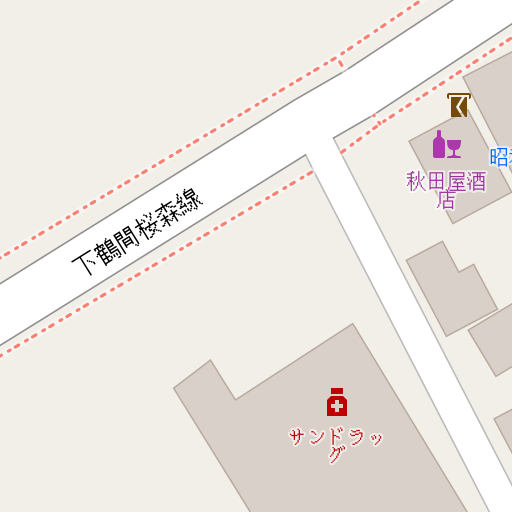 下鶴間桜森線
秋田屋酒
店
サンドラッ
グ